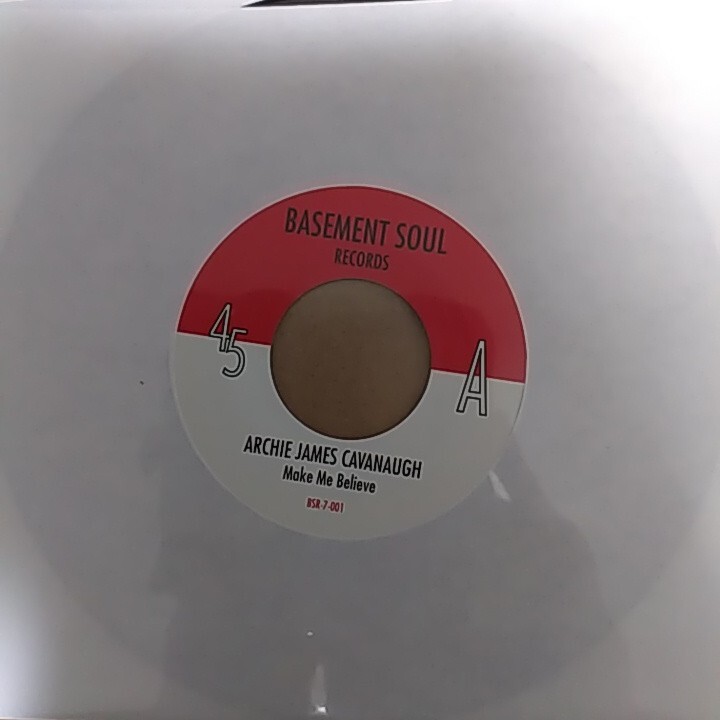 BASEMENT SOUL
RECORDS
45
A
ARCHIE JAMES CAVANAUGH
Make Me Believe
BSR-7-001